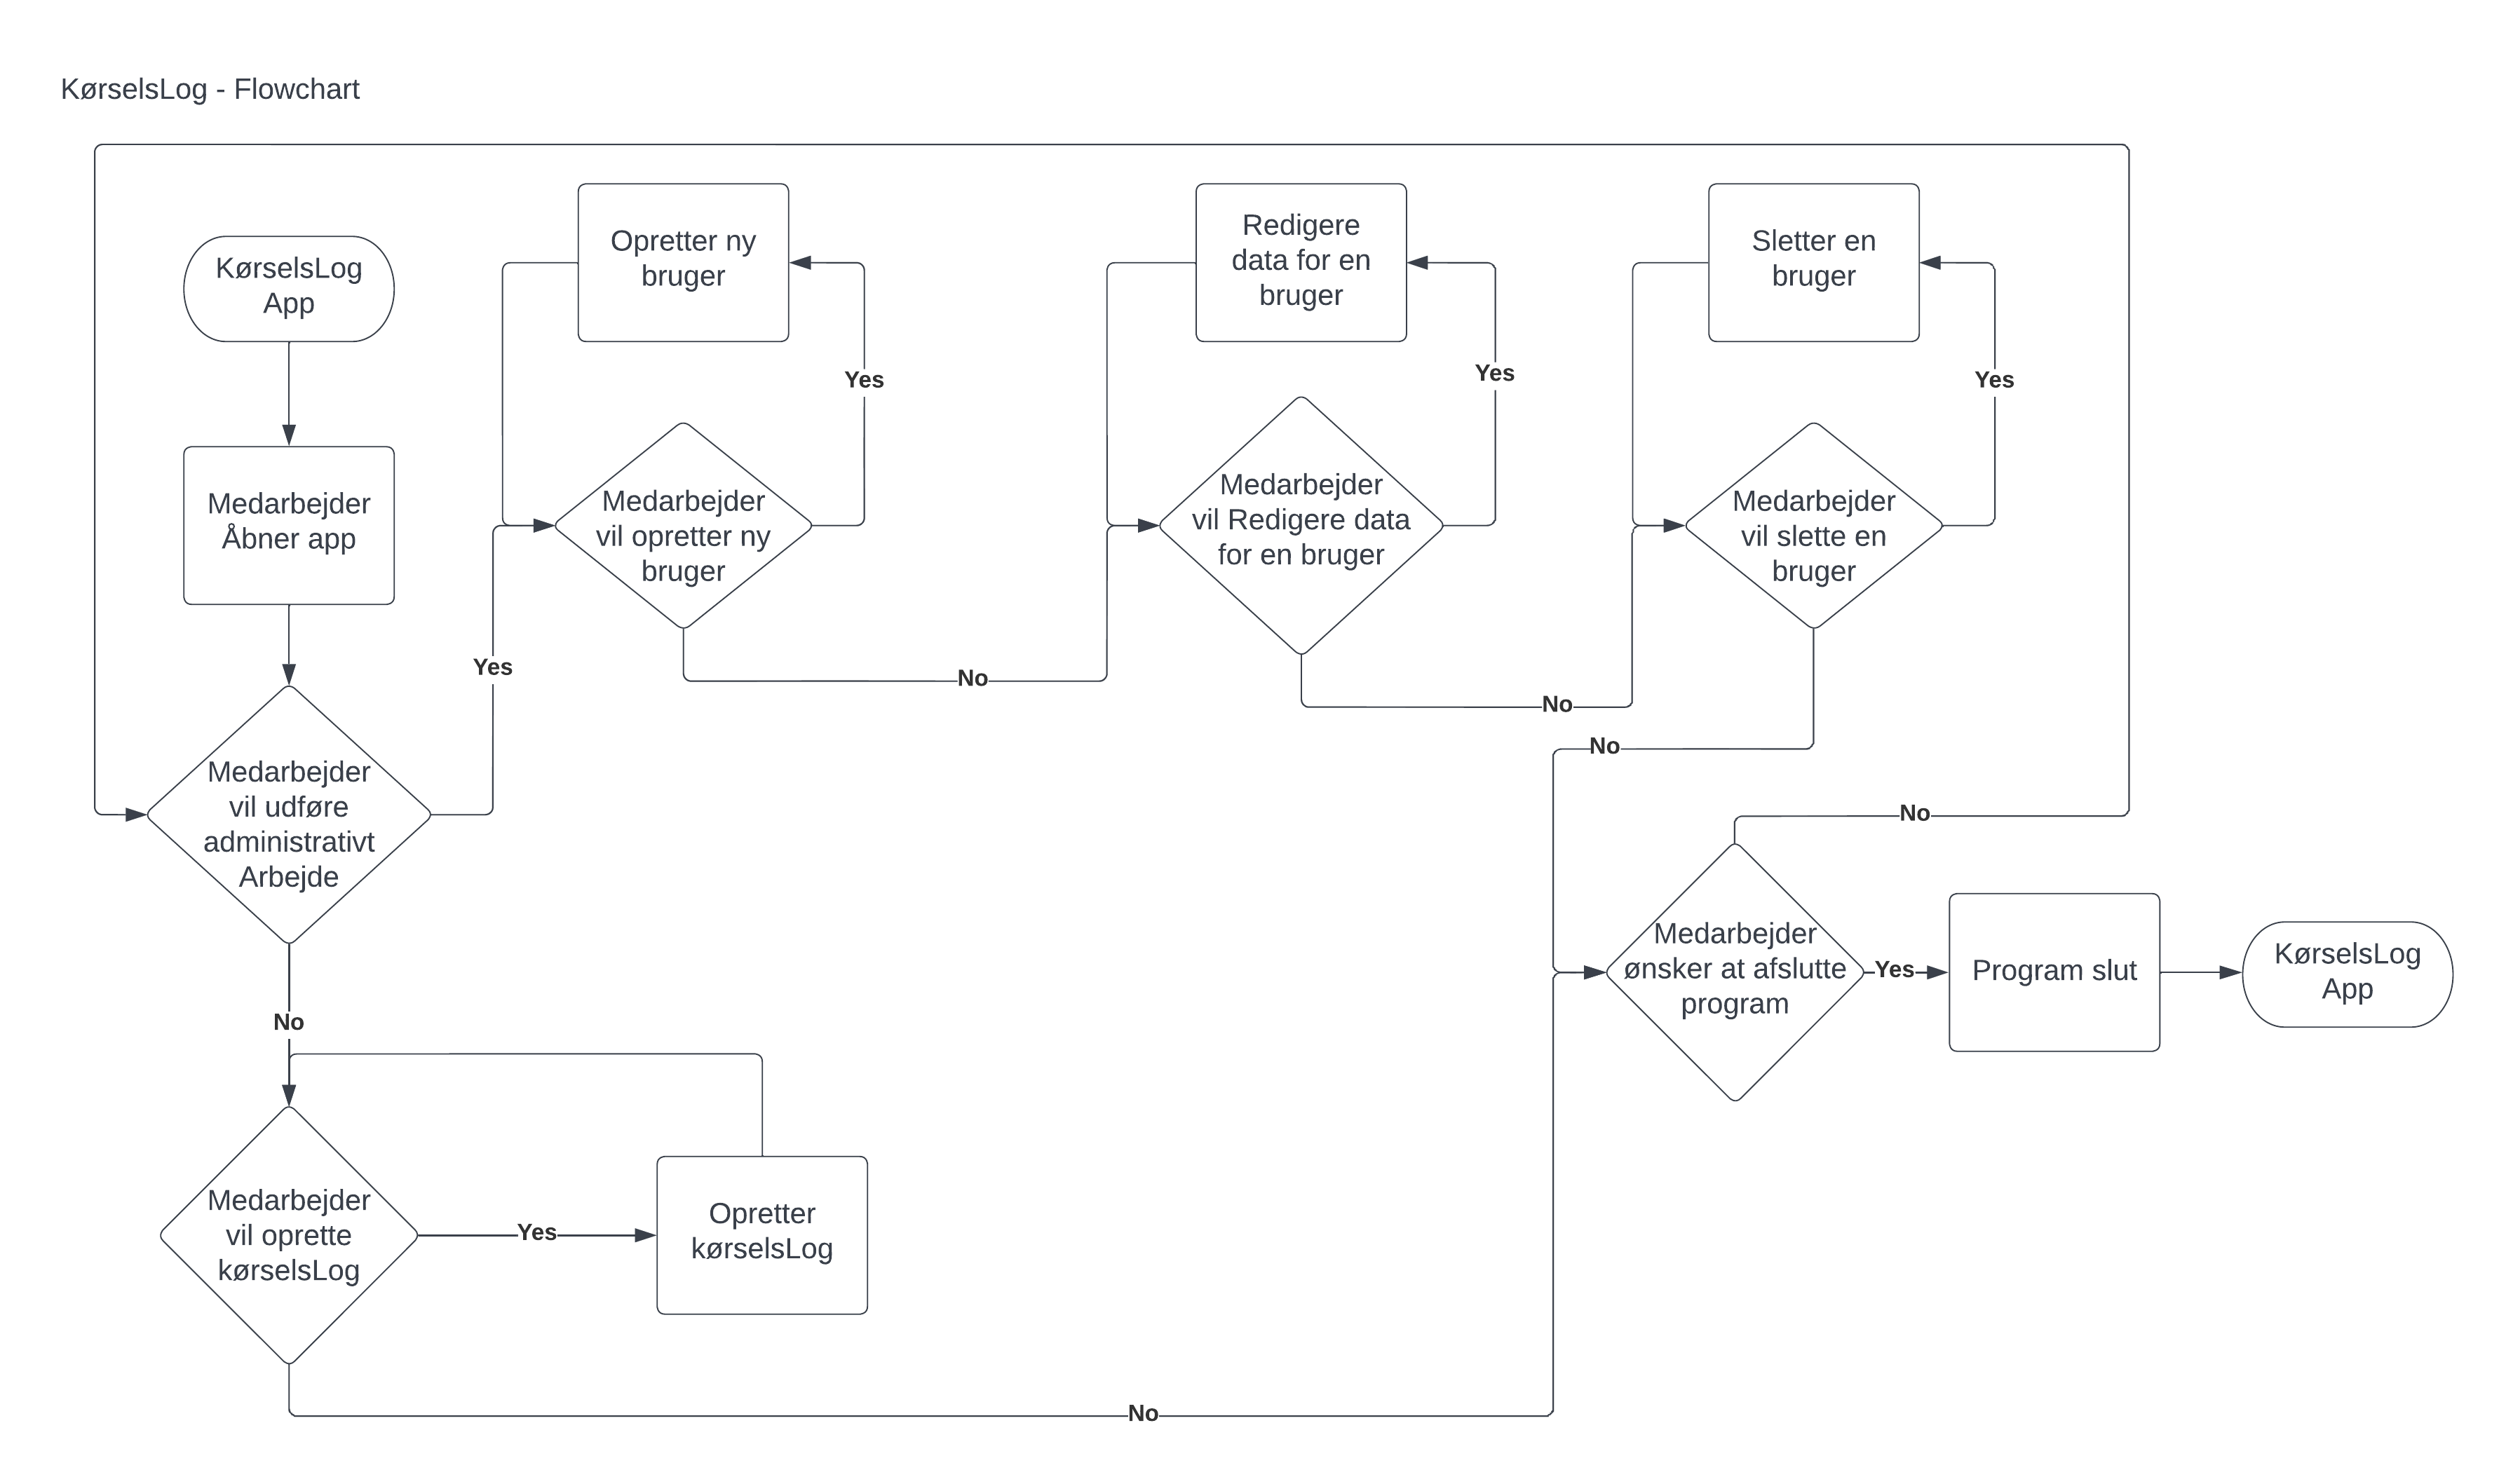 KørselsLog - Flowchart
KørselsLog
App
Medarbejder
Åbner app
Medarbejder
vil udføre
administrativt
Arbejde
Yes
No
Opretter ny
bruger
Yes
Medarbejder
vil opretter ny
bruger
No
Redigere
data for en
bruger
Yes
Medarbejder
vil Redigere data
for en bruger
No
Sletter en
bruger
Yes
Medarbejder
vil slette en
bruger
No
No
Medarbejder
ønsker at afslutte
program
Yes
Program slut
KørselsLog
App
Medarbejder
vil oprette
kørselsLog
Yes
Opretter
kørselsLog
No